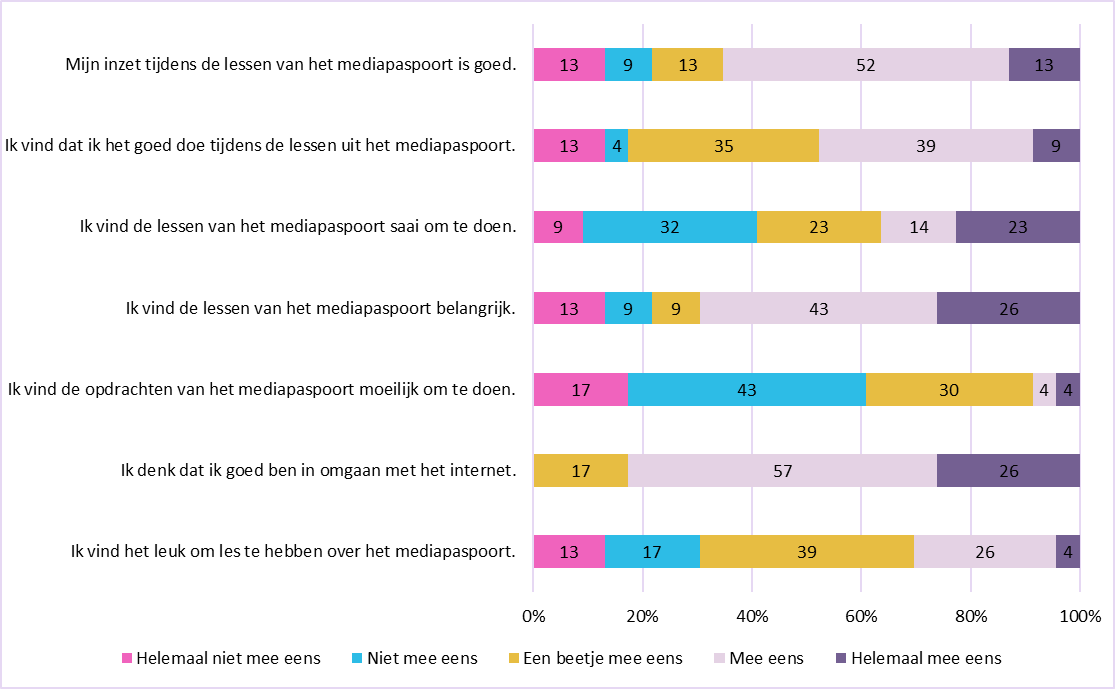 Mijn inzet tijdens de lessen van het mediapaspoort is goed.
13 9 13 52 13
Ik vind dat ik het goed doe tijdens de lessen uit het mediapaspoort.
13 4 35 39 9
Ik vind de lessen van het mediapaspoort saai om te doen.
9 32 23 14 23
Ik vind de lessen van het mediapaspoort belangrijk.
13 9 9 43 26
Ik vind de opdrachten van het mediapaspoort moeilijk om te doen.
17 43 30 4 4
Ik denk dat ik goed ben in omgaan met het internet.
17 57 26
Ik vind het leuk om les te hebben over het mediapaspoort.
13 17 39 26 4
0% 20% 40% 60% 80% 100%
Helemaal niet mee eens Niet mee eens Een beetje mee eens Mee eens Helemaal mee eens